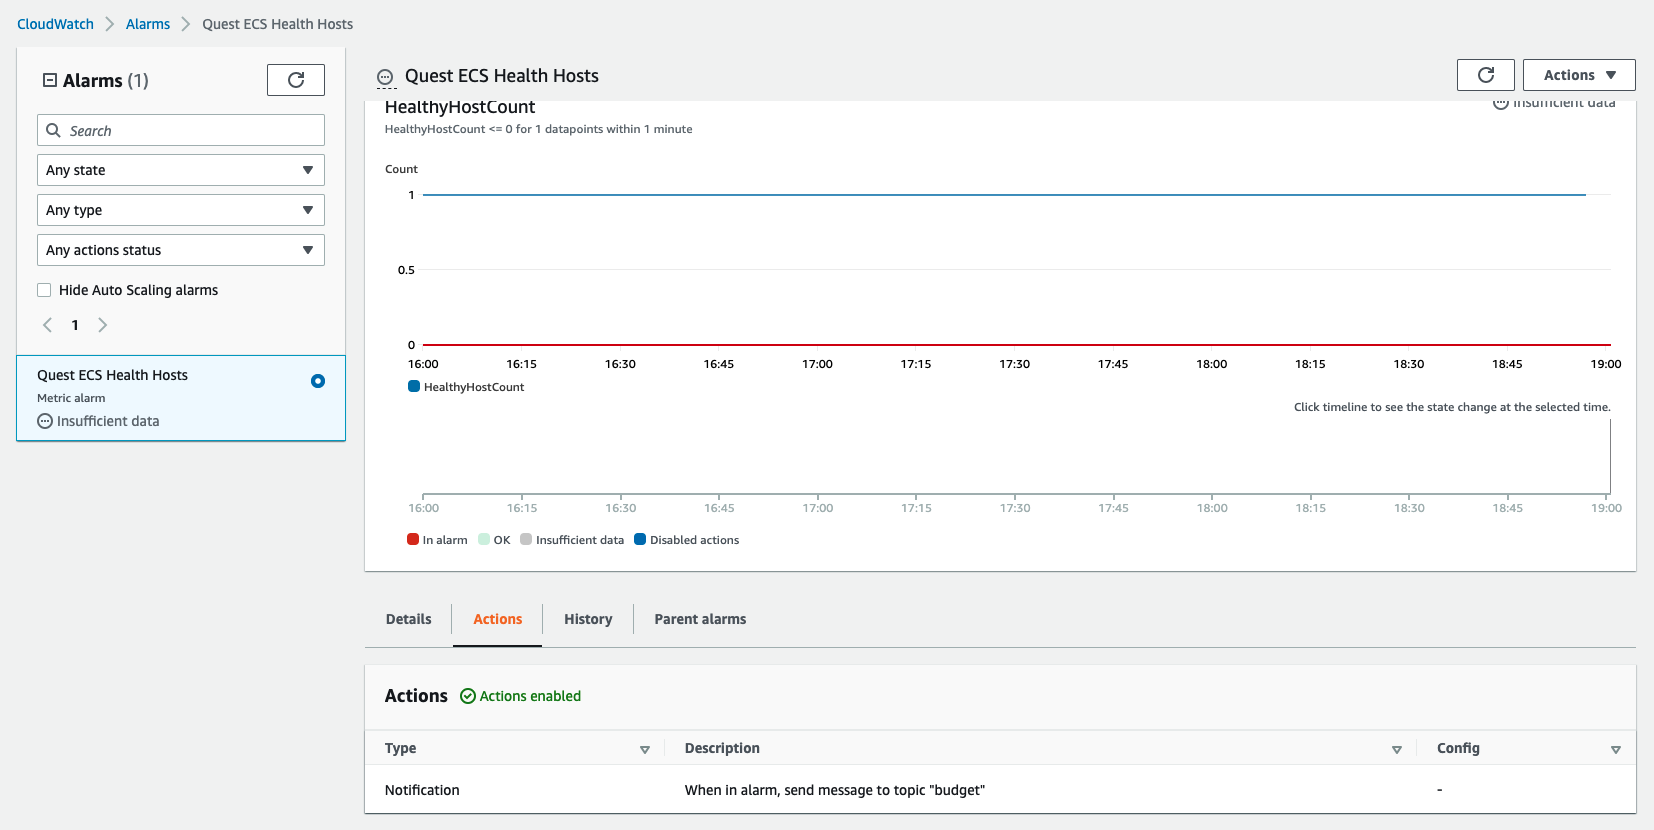 CloudWatch
Alarms
Quest ECS Health Hosts
Alarms (1)
Search
Any state
Any type
Any actions status
Hide Auto Scaling alarms
1
Quest ECS Health Hosts
Metric alarm
Insufficient data
Quest ECS Health Hosts
Actions
HealthyHostCount
Insufficient data
HealthyHostCount <= 0 for 1 datapoints within 1 minute
Count
1
0.5
0
16:00 16:15 16:30 16:45 17:00 17:15 17:30 17:45 18:00 18:15 18:30 18:45 19:00
HealthyHostCount
Click timeline to see the state change at the selected time.
16:00 16:15 16:30 16:45 17:00 17:15 17:30 17:45 18:00 18:15 18:30 18:45 19:00
In alarm OK Insufficient data Disabled actions
Details Actions History Parent alarms
Actions Actions enabled
Type Description Config
Notification When in alarm, send message to topic "budget" -